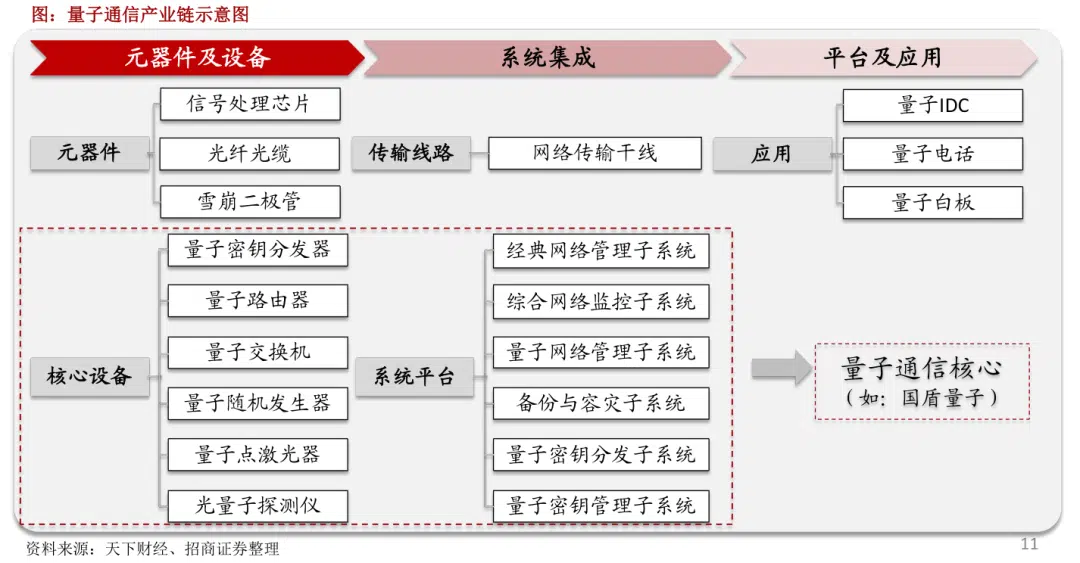 图：量子通信产业链示意图
元器件及设备
系统集成
平台及应用
元器件
信号处理芯片
光纤光缆
雪崩二极管
传输线路
网络传输干线
应用
量子IDC
量子电话
量子白板
核心设备
量子密钥分发器
量子路由器
量子交换机
量子随机发生器
量子点激光器
光量子探测仪
系统平台
经典网络管理子系统
综合网络监控子系统
量子网络管理子系统
备份与容灾子系统
量子密钥分发子系统
量子密钥管理子系统
量子通信核心
（如：国盾量子）
资料来源：天下财经、招商证券整理
11